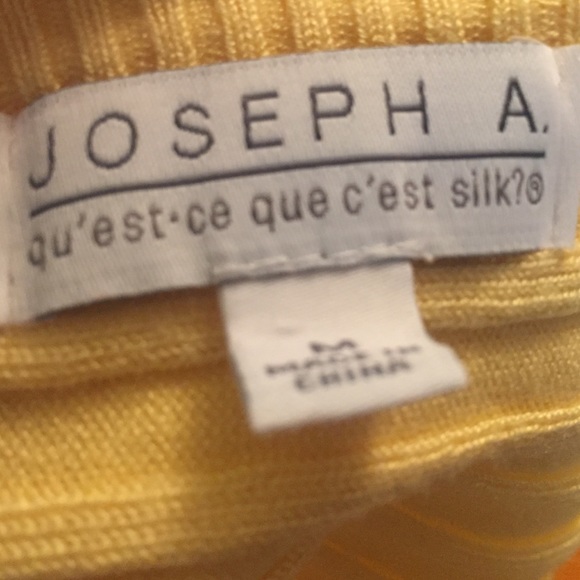 JOSEPH A.
qu'est·ce que c'est silk?®
M
MADE IN
CHINA